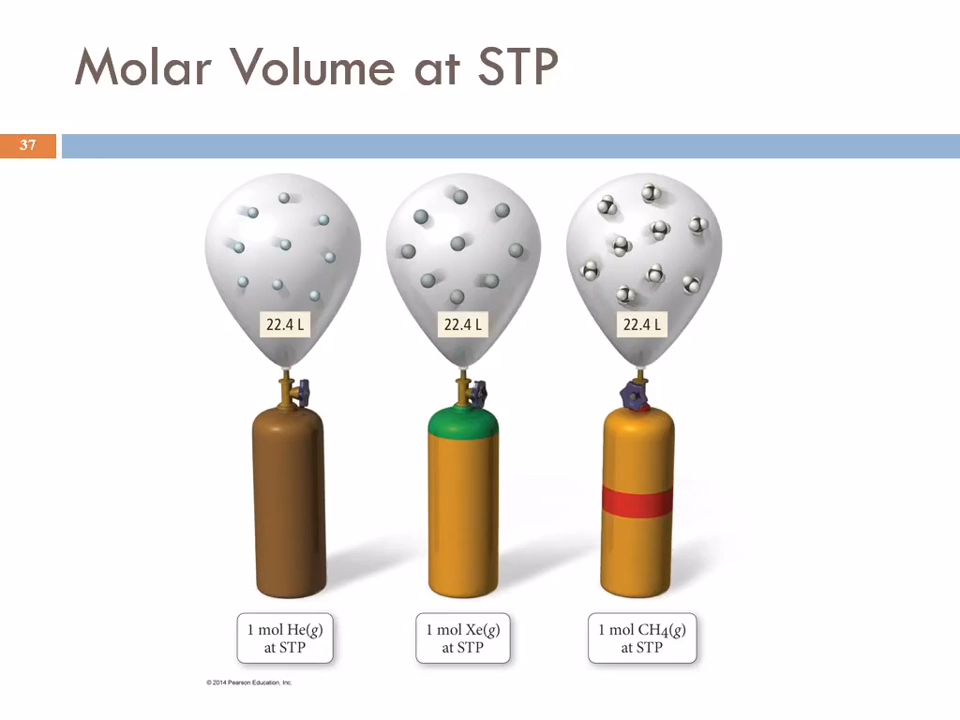 Molar Volume at STP
37
22.4 L
22.4 L
22.4 L
1 mol He(g)
at STP
1 mol Xe(g)
at STP
1 mol CH4(g)
at STP
© 2014 Pearson Education, Inc.